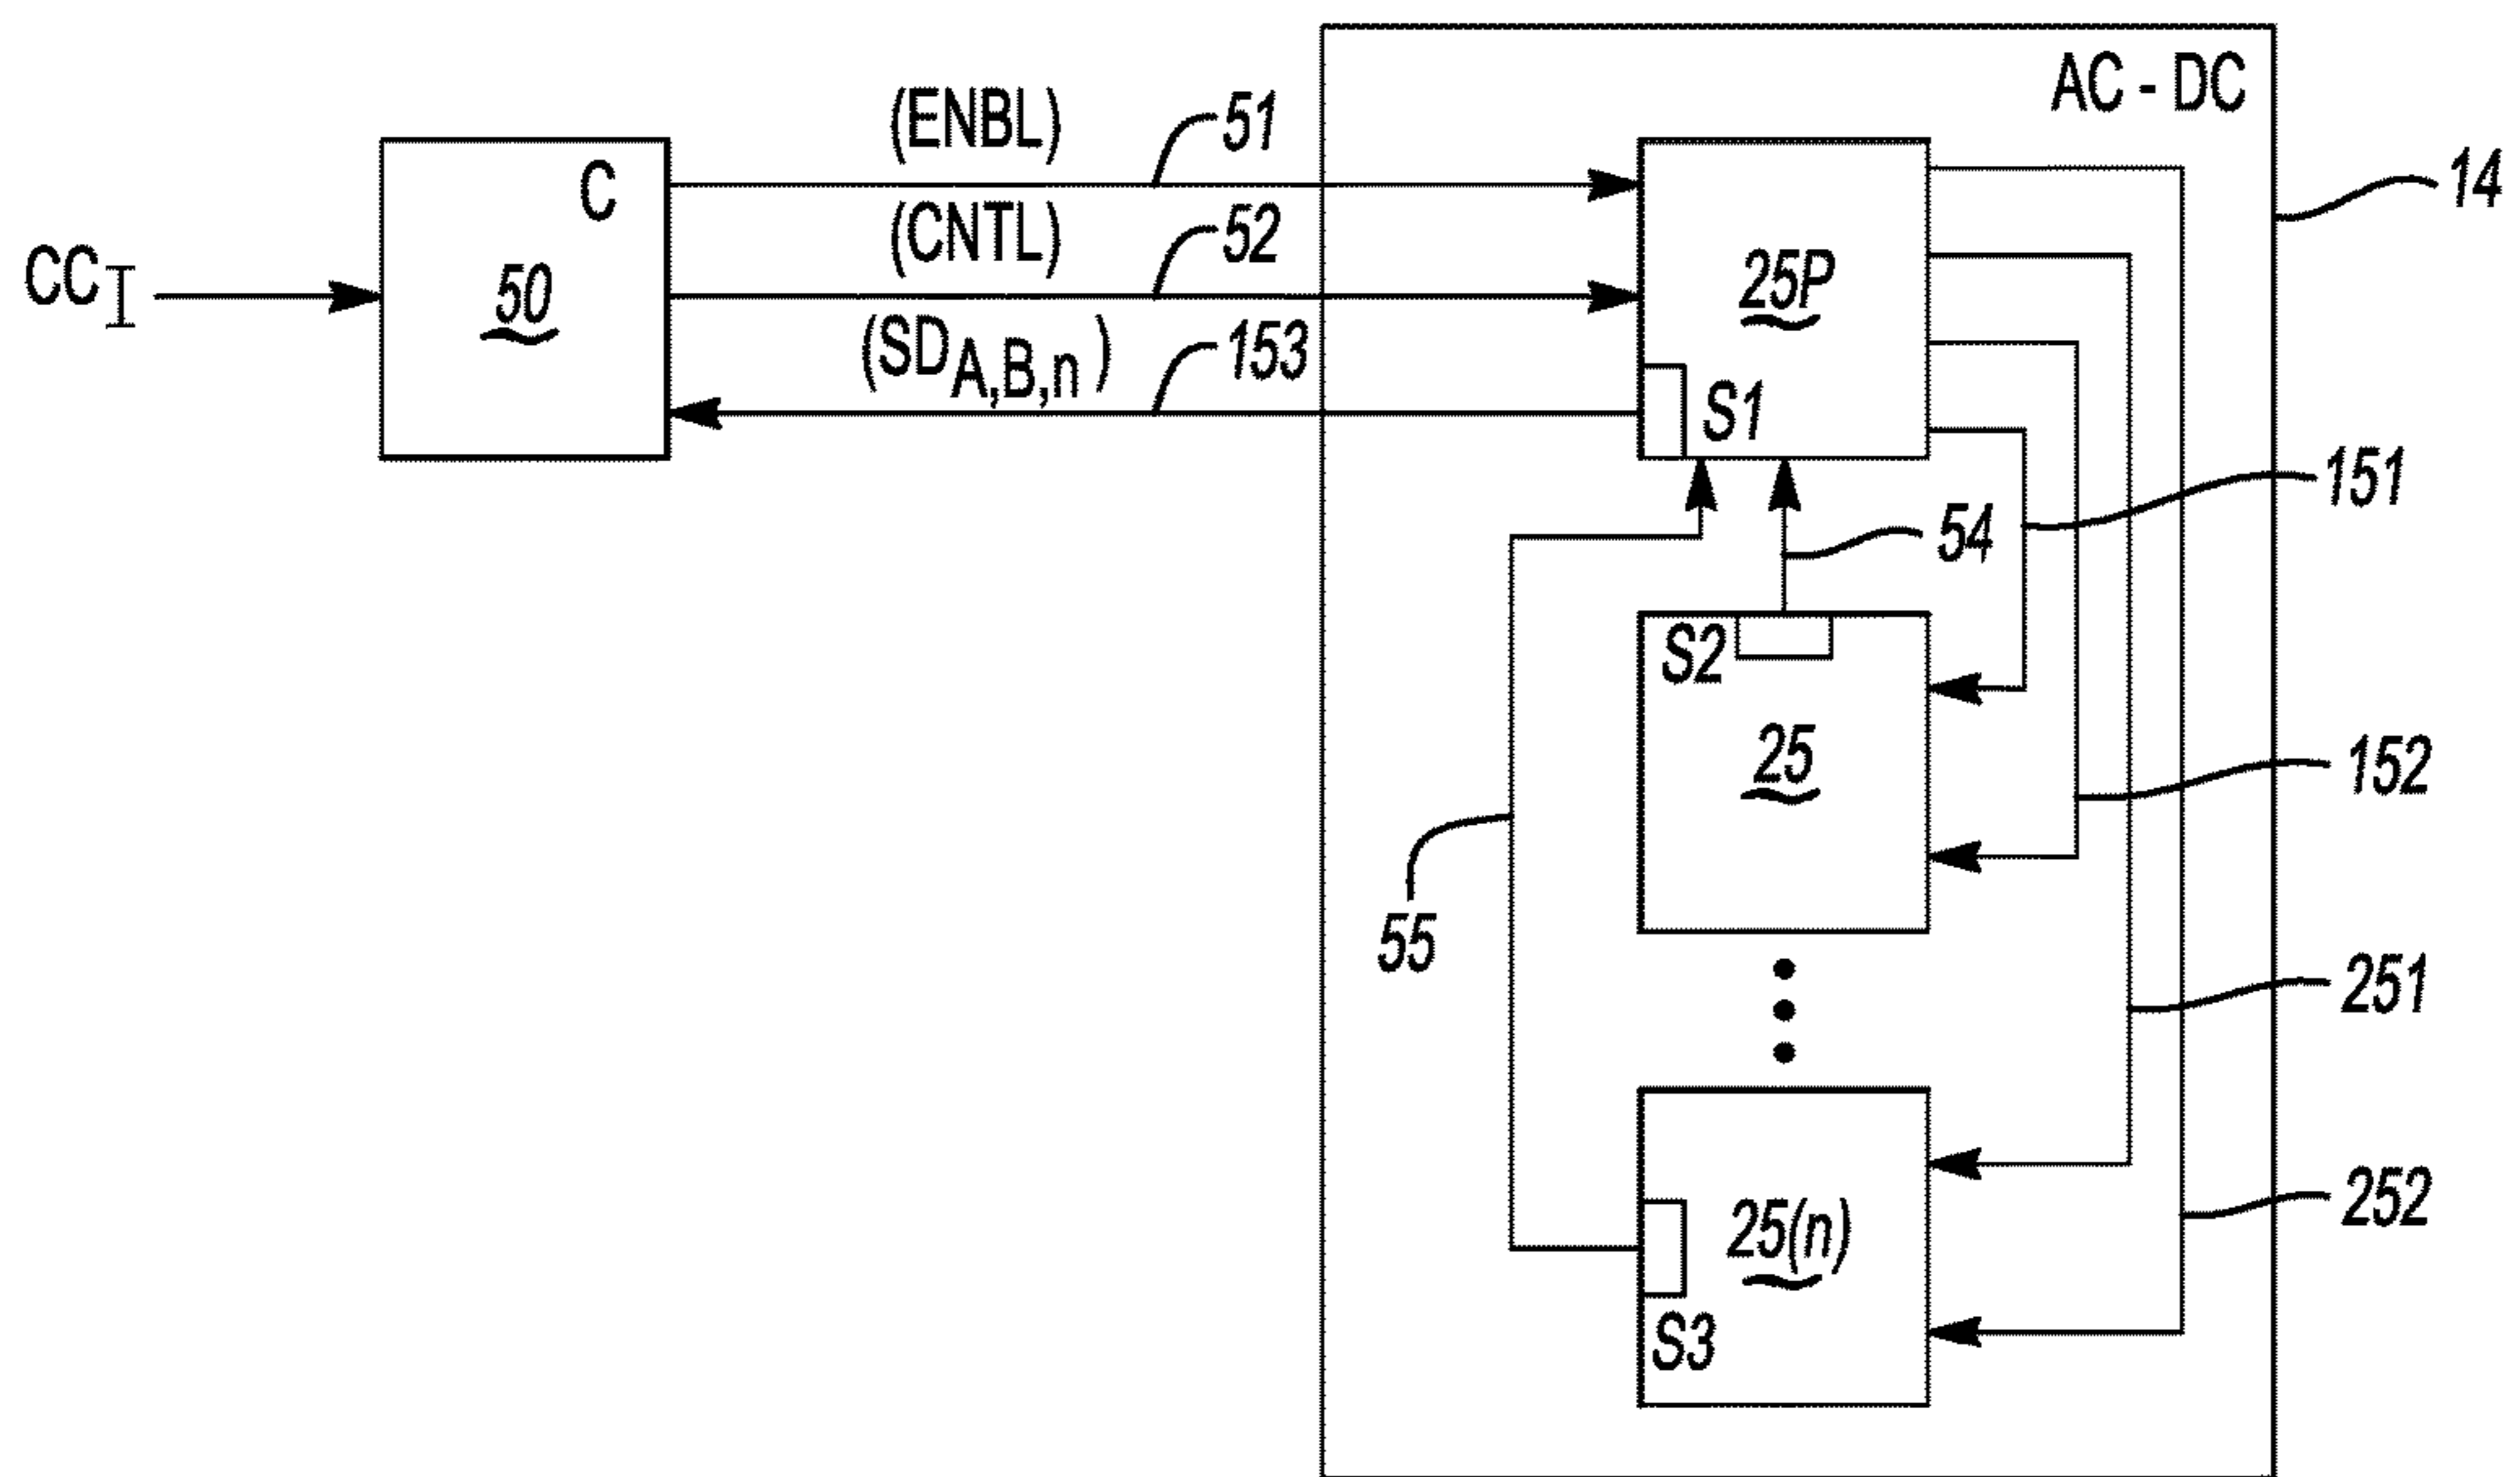 AC - DC
(ENBL)
51
14
C
25P
(CNTL)
52
CC_I
50
(SD_A,B,n)
153
S1
151
54
S2
25
152
55
251
25(n)
252
S3